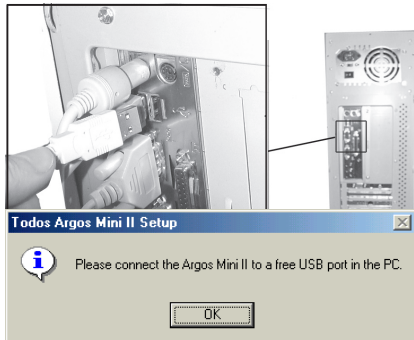 Todos Argos Mini II Setup
Please connect the Argos Mini II to a free USB port in the PC.
OK